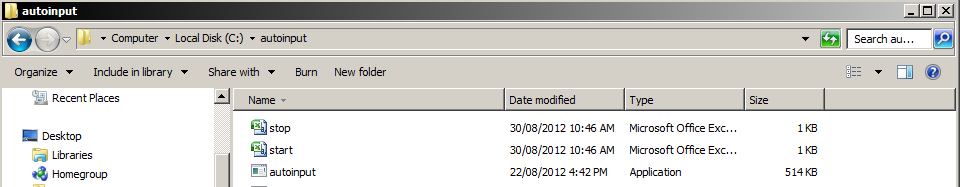 autoinput
Computer Local Disk (C:) autoinput Search au...
Organize Include in library Share with Burn New folder
Recent Places Name Date modified Type Size
Desktop stop 30/08/2012 10:46 AM Microsoft Office Exc... 1 KB
Libraries start 30/08/2012 10:46 AM Microsoft Office Exc... 1 KB
Homegroup autoinput 22/08/2012 4:42 PM Application 514 KB